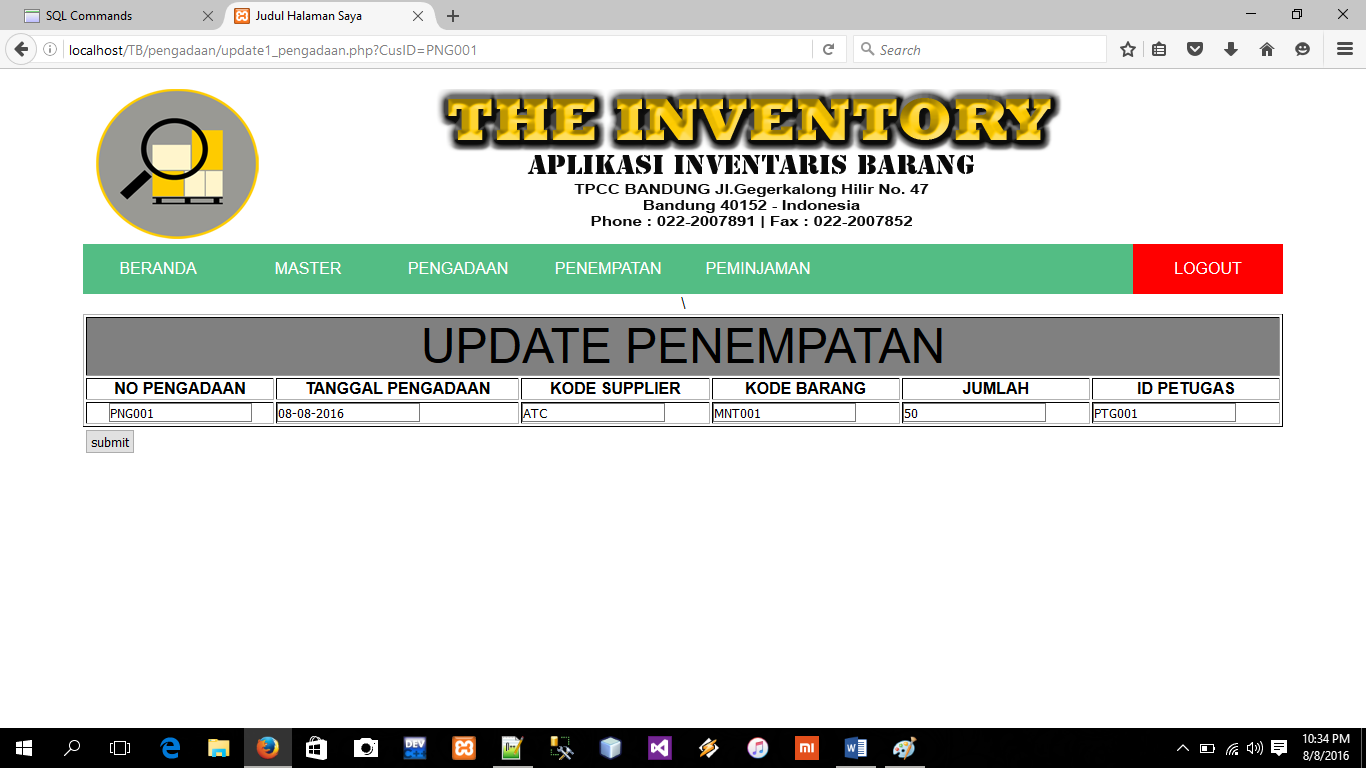 SQL Commands
Judul Halaman Saya
localhost/TB/pengadaan/update1_pengadaan.php?CusID=PNG001
Search
THE INVENTORY
APLIKASI INVENTARIS BARANG
TPCC BANDUNG Jl.Gegerkalong Hilir No. 47
Bandung 40152 - Indonesia
Phone : 022-2007891 | Fax : 022-2007852
BERANDA MASTER PENGADAAN PENEMPATAN PEMINJAMAN LOGOUT
\
UPDATE PENEMPATAN
NO PENGADAAN TANGGAL PENGADAAN KODE SUPPLIER KODE BARANG JUMLAH ID PETUGAS
PNG001 08-08-2016 ATC MNT001 50 PTG001
submit
DEV
mi
10:34 PM
8/8/2016